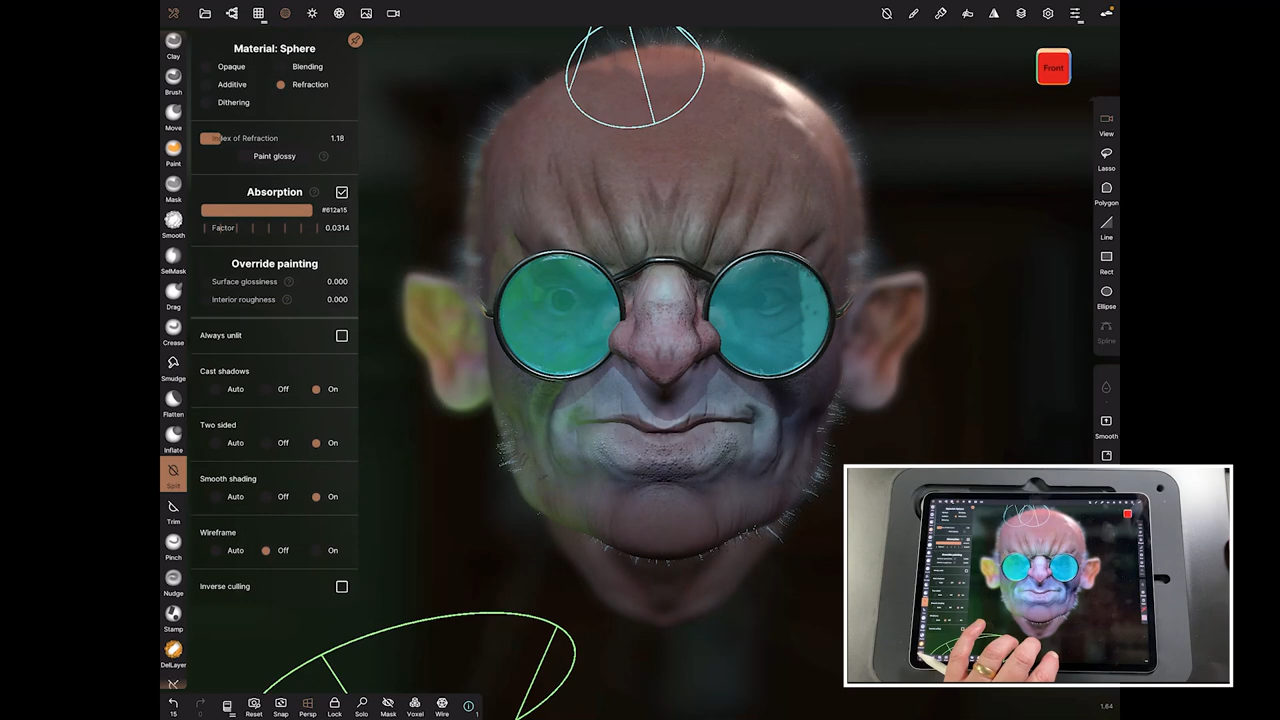 Material: Sphere
Opaque
Blending
Additive
Refraction
Dithering
Index of Refraction 1.18
Paint glossy
Absorption
#612a15
Factor 0.0314
Override painting
Surface glossiness 0.000
Interior roughness 0.000
Always unlit
Cast shadows
Auto Off On
Two sided
Auto Off On
Smooth shading
Auto Off On
Wireframe
Auto Off On
Inverse culling
Clay
Brush
Move
Paint
Mask
Smooth
SelMask
Drag
Crease
Smudge
Flatten
Inflate
Split
Trim
Pinch
Nudge
Stamp
DelLayer
Front
View
Lasso
Polygon
Line
Rect
Ellipse
Spline
Smooth
15
0
Reset
Snap
Persp
Lock
Solo
Mask
Voxel
Wire
1
1.64